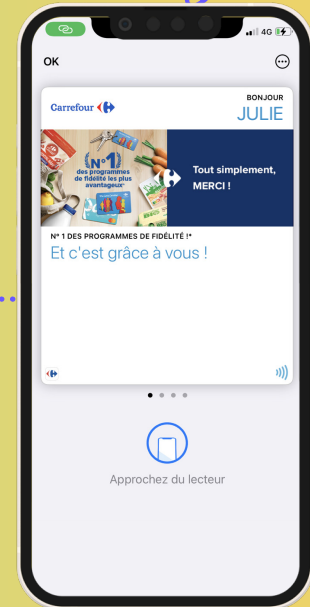 4G
OK
Carrefour
BONJOUR
JULIE
N°1
des programmes
de fidélité les plus
avantageux*
Tout simplement,
MERCI !
N° 1 DES PROGRAMMES DE FIDÉLITÉ !*
Et c'est grâce à vous !
Approchez du lecteur